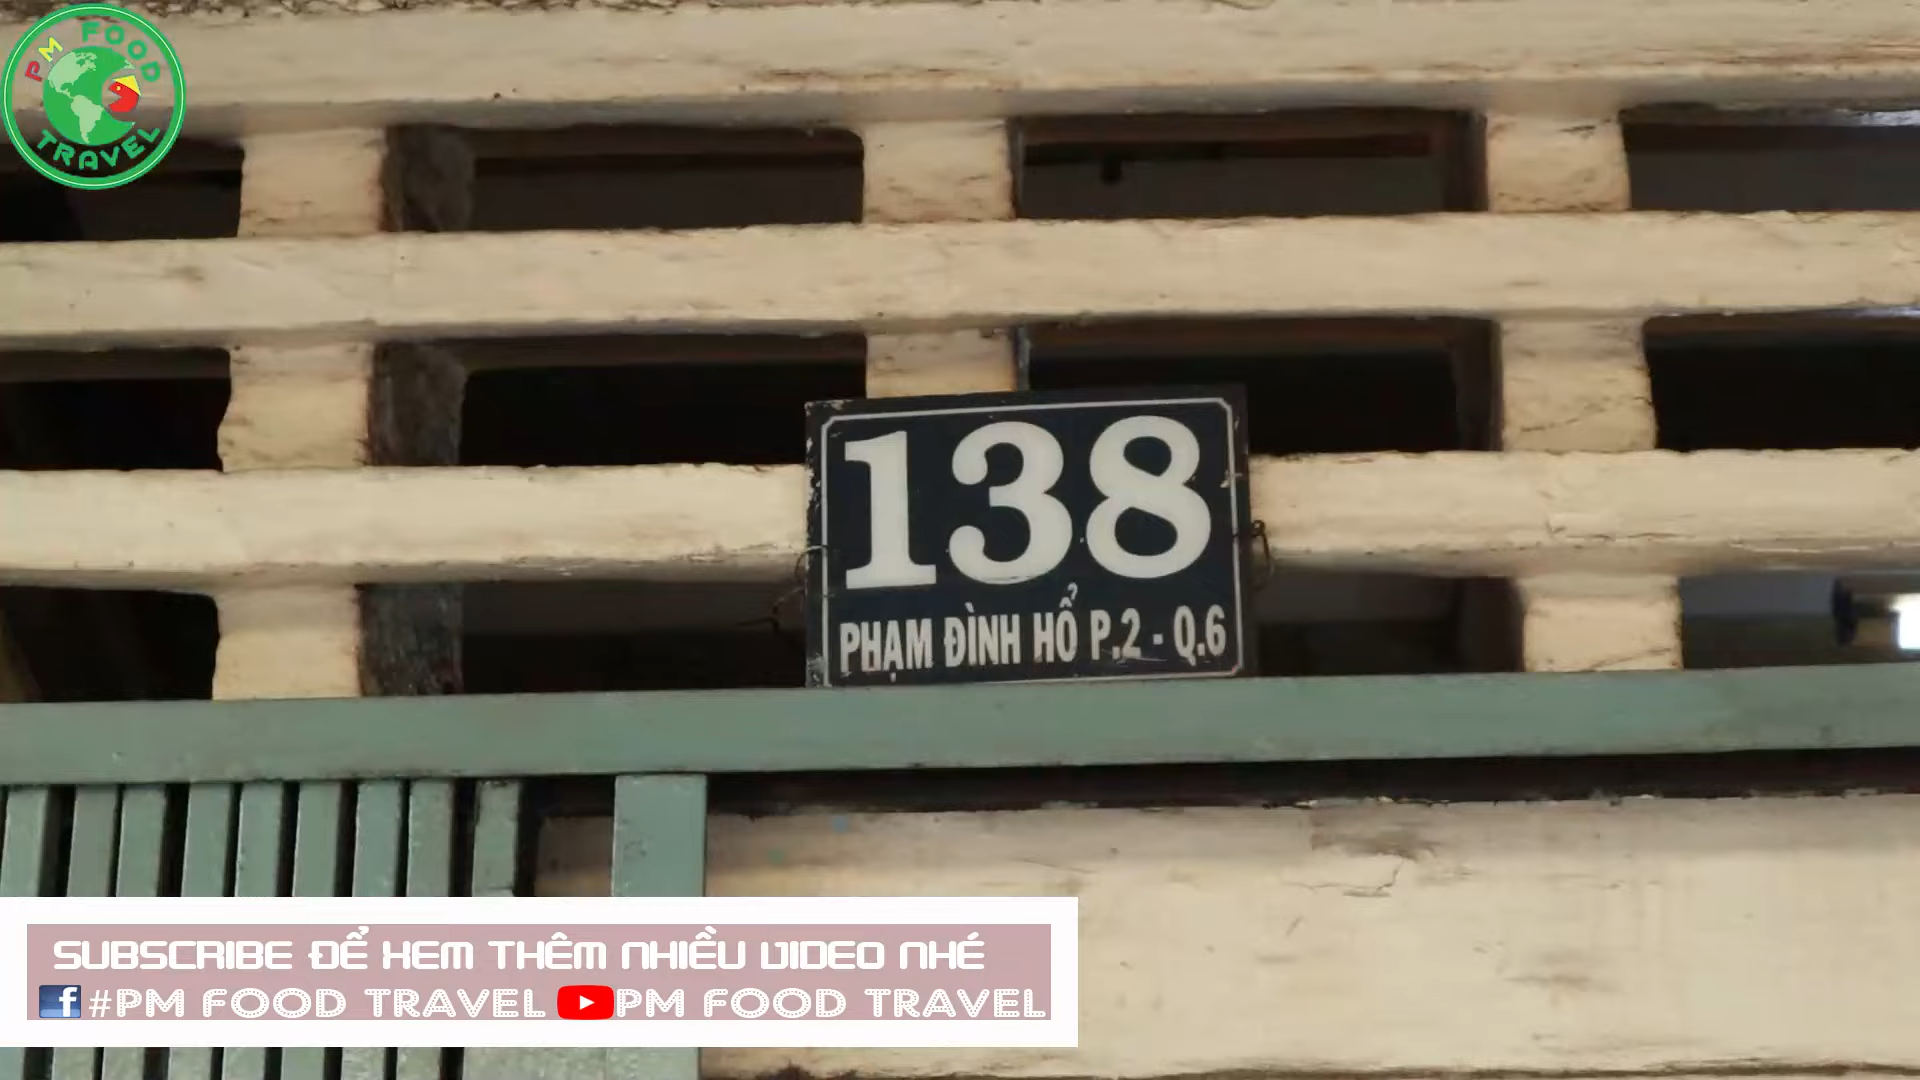 PM FOOD
TRAVEL
138
PHẠM ĐÌNH HỔ P.2 - Q.6
SUBSCRIBE ĐỂ XEM THÊM NHIỀU VIDEO NHÉ
#PM FOOD TRAVEL PM FOOD TRAVEL